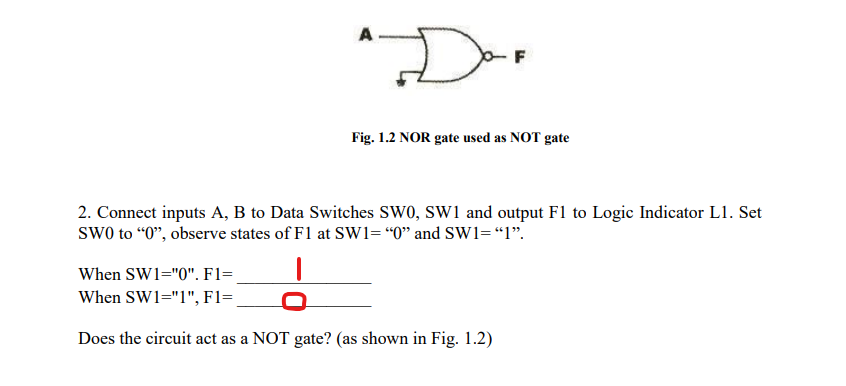 A
F
Fig. 1.2 NOR gate used as NOT gate
2. Connect inputs A, B to Data Switches SW0, SW1 and output F1 to Logic Indicator L1. Set
SW0 to “0”, observe states of F1 at SW1= “0” and SW1= “1”.
When SW1="0". F1= 1
When SW1="1", F1= 0
Does the circuit act as a NOT gate? (as shown in Fig. 1.2)